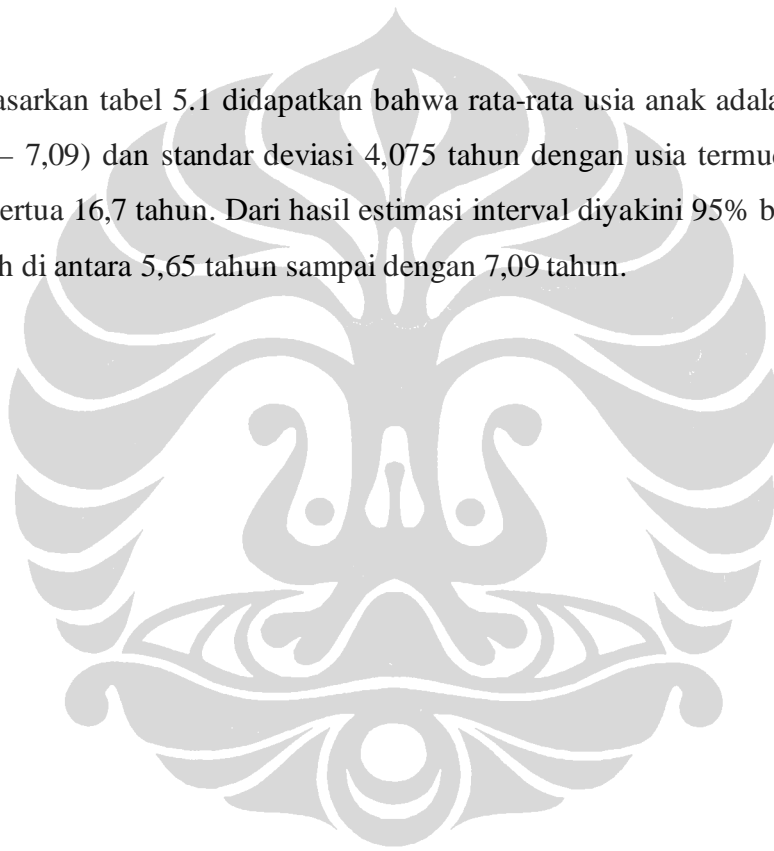 asarkan tabel 5.1 didapatkan bahwa rata-rata usia anak adala
– 7,09) dan standar deviasi 4,075 tahun dengan usia termud
ertua 16,7 tahun. Dari hasil estimasi interval diyakini 95% b
h di antara 5,65 tahun sampai dengan 7,09 tahun.